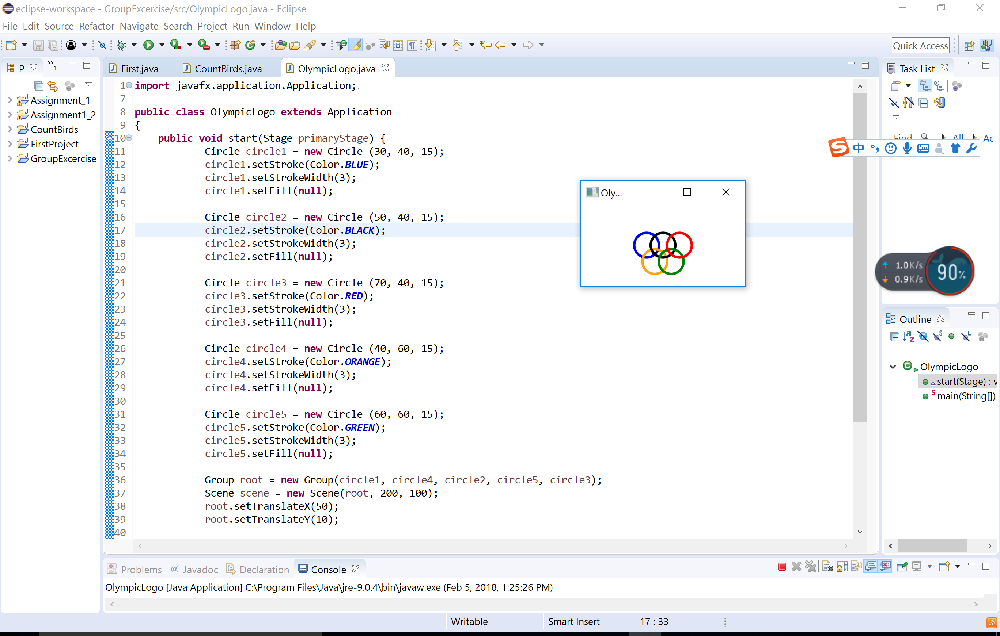 eclipse-workspace - GroupExcercise/src/OlympicLogo.java - Eclipse
File Edit Source Refactor Navigate Search Project Run Window Help
Quick Access
P
1
First.java
CountBirds.java
OlympicLogo.java
Task List
Assignment_1
Assignment1_2
CountBirds
FirstProject
GroupExcercise
1 import javafx.application.Application;
7
8 public class OlympicLogo extends Application
9 {
10 public void start(Stage primaryStage) {
11 Circle circle1 = new Circle (30, 40, 15);
12 circle1.setStroke(Color.BLUE);
13 circle1.setStrokeWidth(3);
14 circle1.setFill(null);
15
16 Circle circle2 = new Circle (50, 40, 15);
17 circle2.setStroke(Color.BLACK);
18 circle2.setStrokeWidth(3);
19 circle2.setFill(null);
20
21 Circle circle3 = new Circle (70, 40, 15);
22 circle3.setStroke(Color.RED);
23 circle3.setStrokeWidth(3);
24 circle3.setFill(null);
25
26 Circle circle4 = new Circle (40, 60, 15);
27 circle4.setStroke(Color.ORANGE);
28 circle4.setStrokeWidth(3);
29 circle4.setFill(null);
30
31 Circle circle5 = new Circle (60, 60, 15);
32 circle5.setStroke(Color.GREEN);
33 circle5.setStrokeWidth(3);
34 circle5.setFill(null);
35
36 Group root = new Group(circle1, circle4, circle2, circle5, circle3);
37 Scene scene = new Scene(root, 200, 100);
38 root.setTranslateX(50);
39 root.setTranslateY(10);
40
Oly...
Find All Ac
S 中
1.0K/s
0.9K/s
90%
Outline
OlympicLogo
start(Stage) : v
main(String[])
Problems
@ Javadoc
Declaration
Console
OlympicLogo [Java Application] C:\Program Files\Java\jre-9.0.4\bin\javaw.exe (Feb 5, 2018, 1:25:26 PM)
Writable
Smart Insert
17 : 33